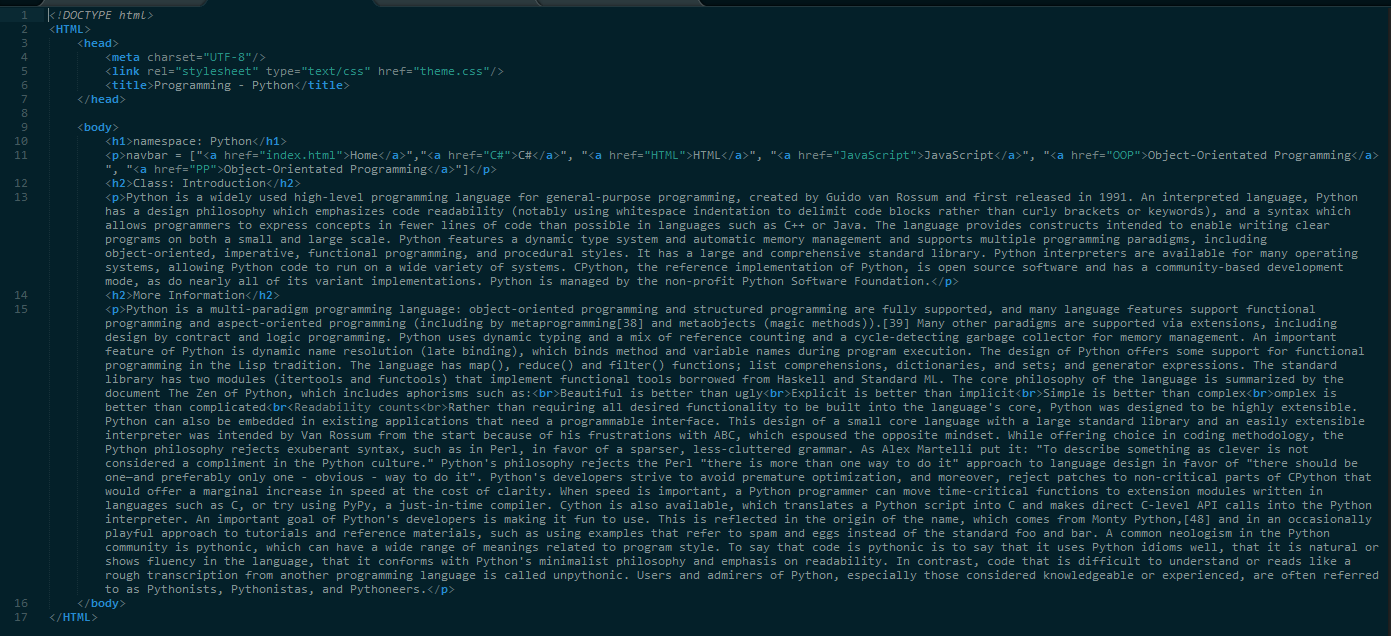 1 <!DOCTYPE html>
2 <HTML>
3 <head>
4 <meta charset="UTF-8"/>
5 <link rel="stylesheet" type="text/css" href="theme.css"/>
6 <title>Programming - Python</title>
7 </head>
8
9 <body>
10 <h1>namespace: Python</h1>
11 <p>navbar = ["<a href="index.html">Home</a>","<a href="C#">C#</a>", "<a href="HTML">HTML</a>", "<a href="JavaScript">JavaScript</a>", "<a href="OOP">Object-Orientated Programming</a>
", "<a href="PP">Object-Orientated Programming</a>"]</p>
12 <h2>Class: Introduction</h2>
13 <p>Python is a widely used high-level programming language for general-purpose programming, created by Guido van Rossum and first released in 1991. An interpreted language, Python
has a design philosophy which emphasizes code readability (notably using whitespace indentation to delimit code blocks rather than curly brackets or keywords), and a syntax which
allows programmers to express concepts in fewer lines of code than possible in languages such as C++ or Java. The language provides constructs intended to enable writing clear
programs on both a small and large scale. Python features a dynamic type system and automatic memory management and supports multiple programming paradigms, including
object-oriented, imperative, functional programming, and procedural styles. It has a large and comprehensive standard library. Python interpreters are available for many operating
systems, allowing Python code to run on a wide variety of systems. CPython, the reference implementation of Python, is open source software and has a community-based development
mode, as do nearly all of its variant implementations. Python is managed by the non-profit Python Software Foundation.</p>
14 <h2>More Information</h2>
15 <p>Python is a multi-paradigm programming language: object-oriented programming and structured programming are fully supported, and many language features support functional
programming and aspect-oriented programming (including by metaprogramming[38] and metaobjects (magic methods)).[39] Many other paradigms are supported via extensions, including
design by contract and logic programming. Python uses dynamic typing and a mix of reference counting and a cycle-detecting garbage collector for memory management. An important
feature of Python is dynamic name resolution (late binding), which binds method and variable names during program execution. The design of Python offers some support for functional
programming in the Lisp tradition. The language has map(), reduce() and filter() functions; list comprehensions, dictionaries, and sets; and generator expressions. The standard
library has two modules (itertools and functools) that implement functional tools borrowed from Haskell and Standard ML. The core philosophy of the language is summarized by the
document The Zen of Python, which includes aphorisms such as:<br>Beautiful is better than ugly<br>Explicit is better than implicit<br>Simple is better than complex<br>omplex is
better than complicated<br<Readability counts<br>Rather than requiring all desired functionality to be built into the language's core, Python was designed to be highly extensible.
Python can also be embedded in existing applications that need a programmable interface. This design of a small core language with a large standard library and an easily extensible
interpreter was intended by Van Rossum from the start because of his frustrations with ABC, which espoused the opposite mindset. While offering choice in coding methodology, the
Python philosophy rejects exuberant syntax, such as in Perl, in favor of a sparser, less-cluttered grammar. As Alex Martelli put it: "To describe something as clever is not
considered a compliment in the Python culture." Python's philosophy rejects the Perl "there is more than one way to do it" approach to language design in favor of "there should be
one—and preferably only one - obvious - way to do it". Python's developers strive to avoid premature optimization, and moreover, reject patches to non-critical parts of CPython that
would offer a marginal increase in speed at the cost of clarity. When speed is important, a Python programmer can move time-critical functions to extension modules written in
languages such as C, or try using PyPy, a just-in-time compiler. Cython is also available, which translates a Python script into C and makes direct C-level API calls into the Python
interpreter. An important goal of Python's developers is making it fun to use. This is reflected in the origin of the name, which comes from Monty Python,[48] and in an occasionally
playful approach to tutorials and reference materials, such as using examples that refer to spam and eggs instead of the standard foo and bar. A common neologism in the Python
community is pythonic, which can have a wide range of meanings related to program style. To say that code is pythonic is to say that it uses Python idioms well, that it is natural or
shows fluency in the language, that it conforms with Python's minimalist philosophy and emphasis on readability. In contrast, code that is difficult to understand or reads like a
rough transcription from another programming language is called unpythonic. Users and admirers of Python, especially those considered knowledgeable or experienced, are often referred
to as Pythonists, Pythonistas, and Pythoneers.</p>
16 </body>
17 </HTML>